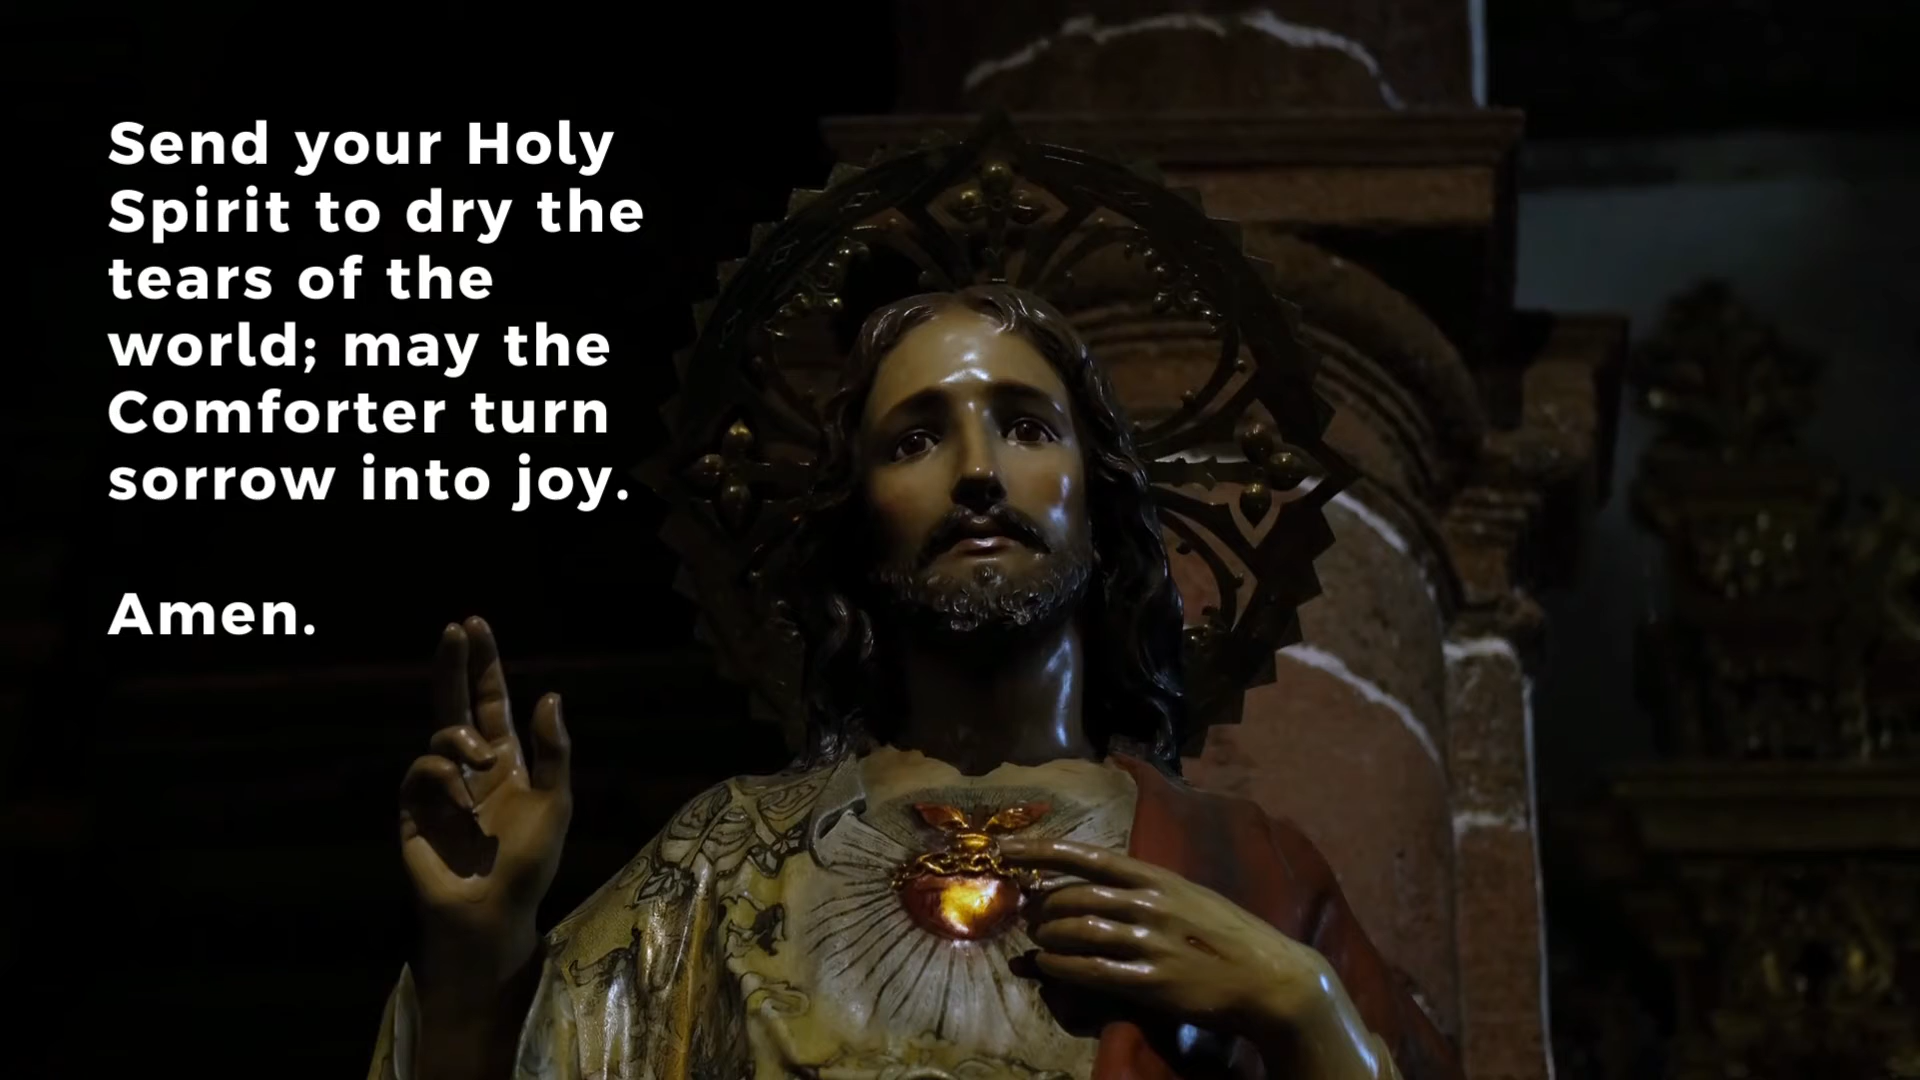 Send your Holy
Spirit to dry the
tears of the
world; may the
Comforter turn
sorrow into joy.
Amen.